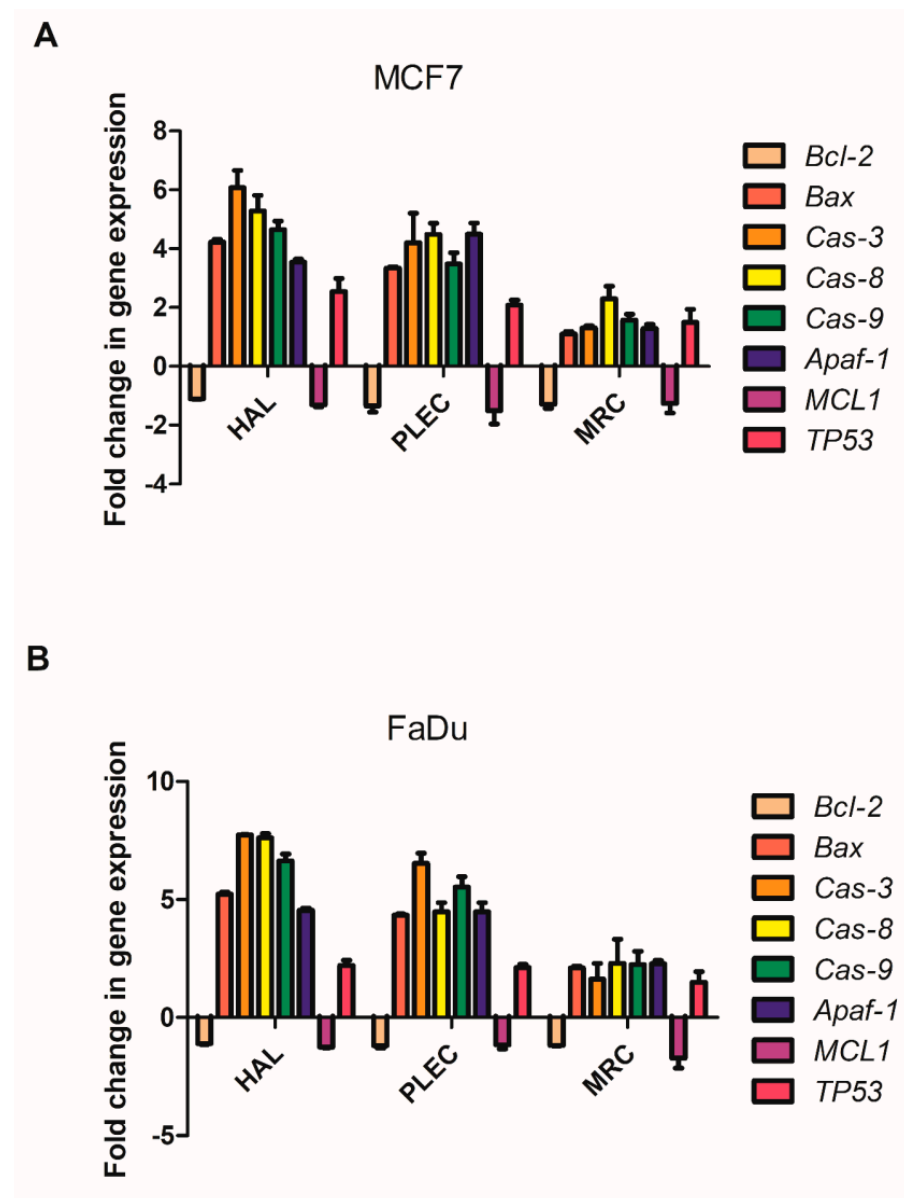 A
MCF7
Fold change in gene expression
8
6
4
2
0
-2
-4
HAL
PLEC
MRC
Bcl-2
Bax
Cas-3
Cas-8
Cas-9
Apaf-1
MCL1
TP53
B
FaDu
Fold change in gene expression
10
5
0
-5
HAL
PLEC
MRC
Bcl-2
Bax
Cas-3
Cas-8
Cas-9
Apaf-1
MCL1
TP53